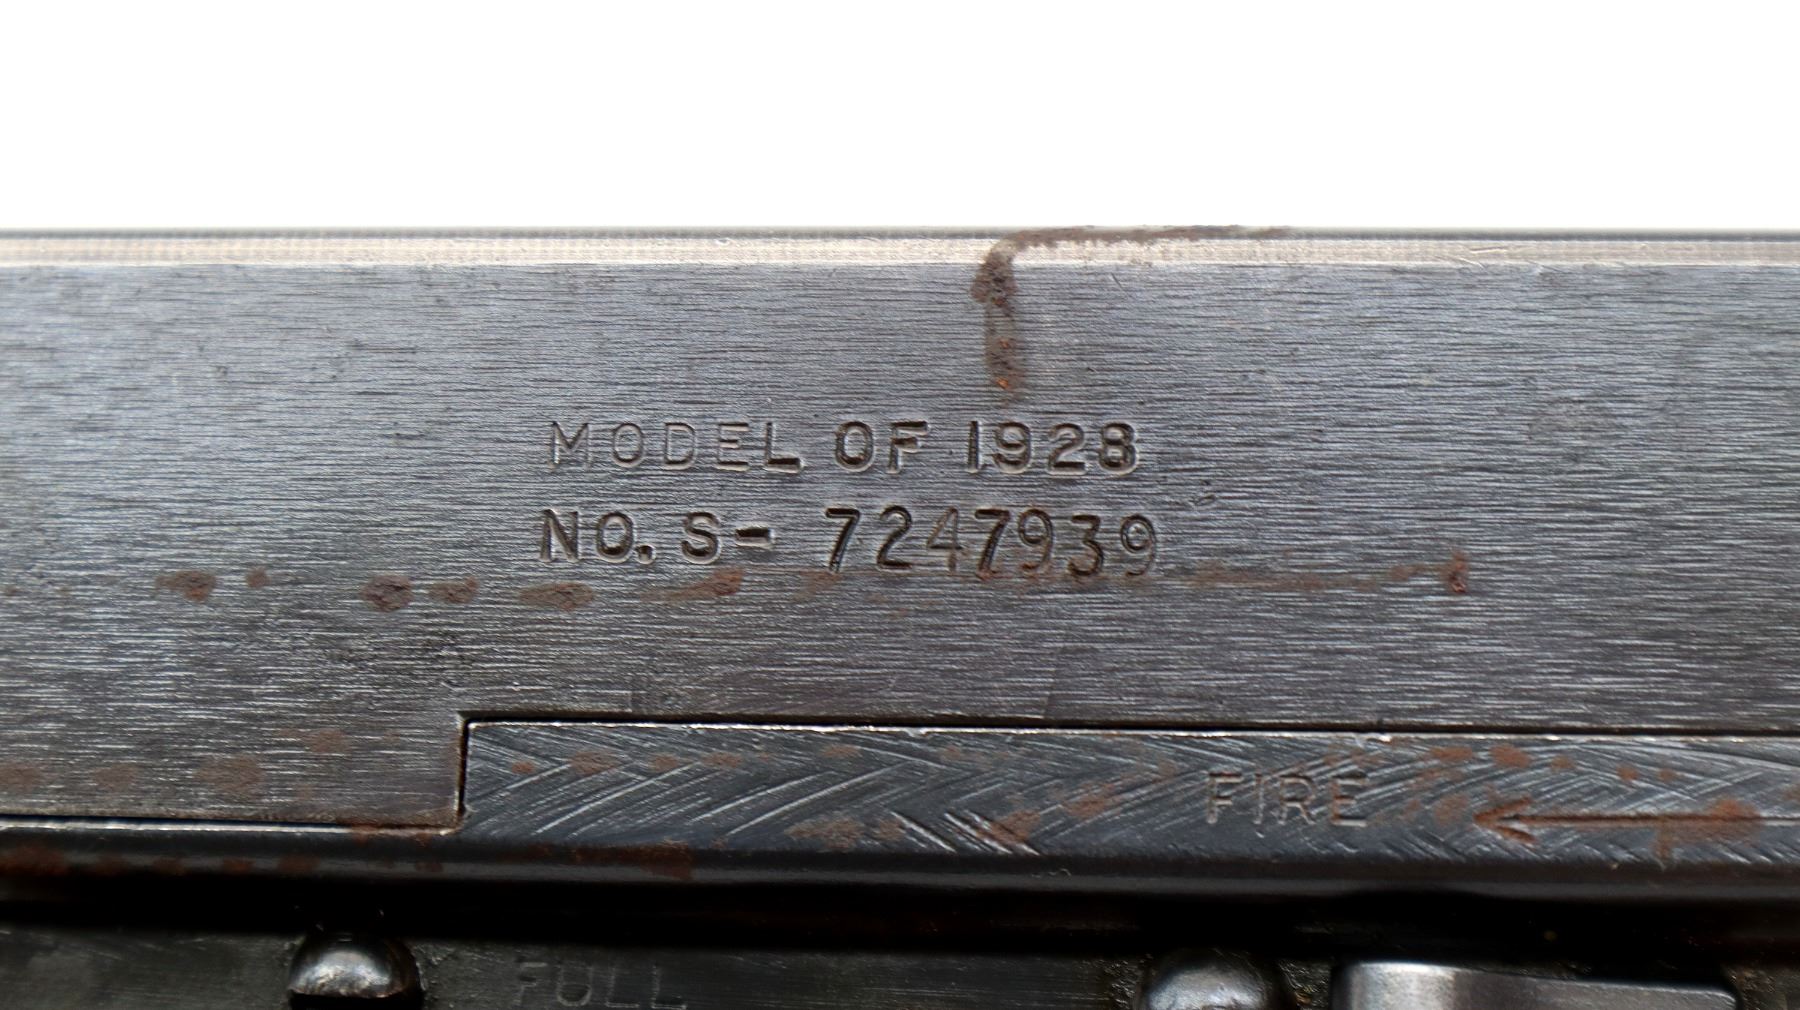 MODEL OF 1928
NO. S- 7247939
FIRE
FULL